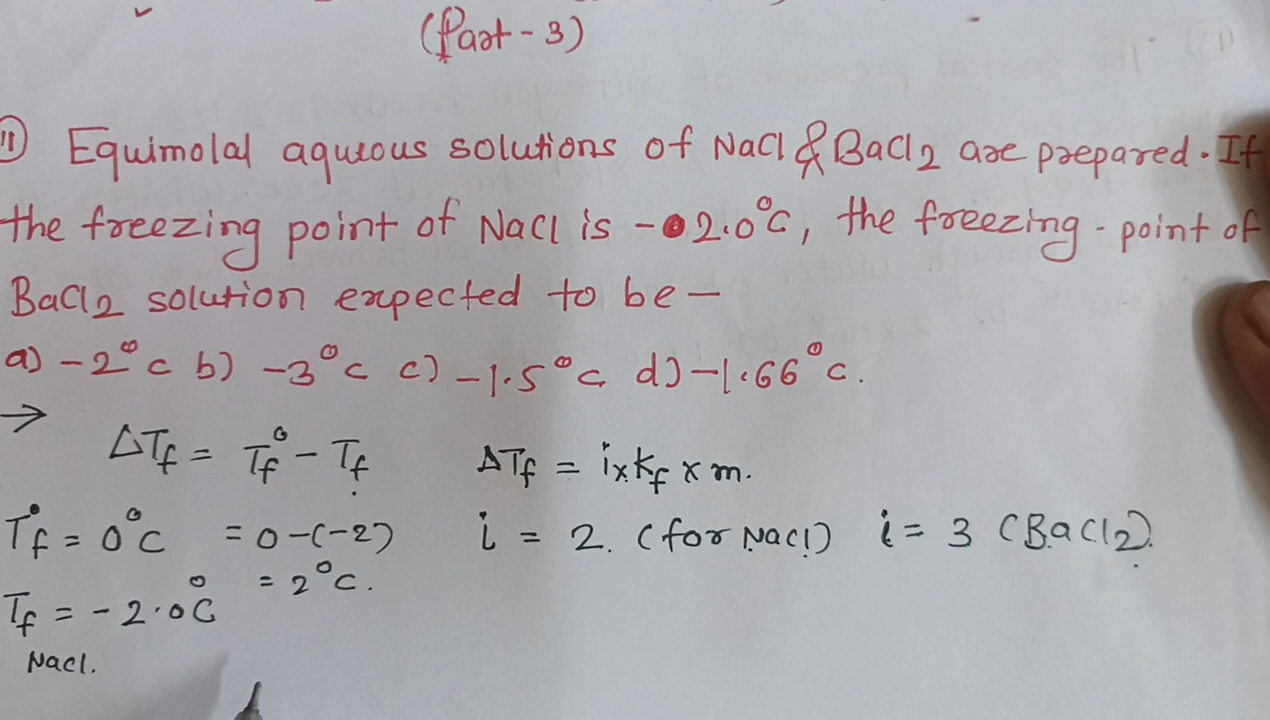 (Part - 3)
11) Equimolal aqueous solutions of NaCl & BaCl2 are prepared. If
the freezing point of NaCl is - 2.0°C, the freezing - point of
BaCl2 solution expected to be —
a) -2°C b) -3°C c) -1.5°C d) -1.66°C.
→ ΔTf = Tf° - Tf ΔTf = i x Kf x m.
Tf° = 0°C = 0-(-2) i = 2. (for NaCl) i = 3 (BaCl2).
= 2°C.
Tf = - 2.0°C
NaCl.